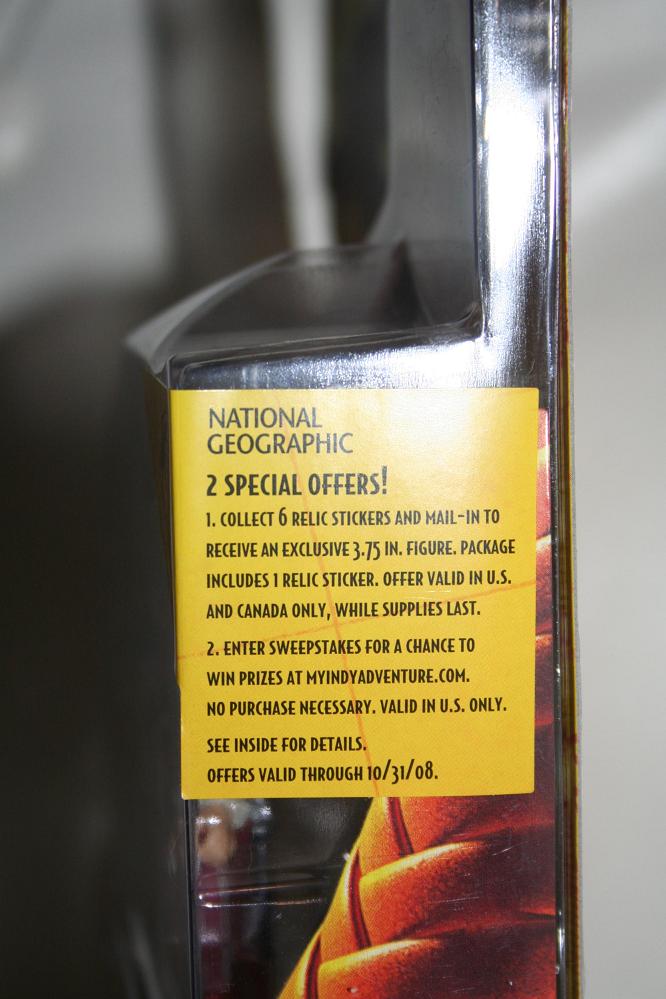 NATIONAL
GEOGRAPHIC
2 SPECIAL OFFERS!
1. COLLECT 6 RELIC STICKERS AND MAIL-IN TO
RECEIVE AN EXCLUSIVE 3.75 IN. FIGURE. PACKAGE
INCLUDES 1 RELIC STICKER. OFFER VALID IN U.S.
AND CANADA ONLY, WHILE SUPPLIES LAST.
2. ENTER SWEEPSTAKES FOR A CHANCE TO
WIN PRIZES AT MYINDYADVENTURE.COM.
NO PURCHASE NECESSARY. VALID IN U.S. ONLY.
SEE INSIDE FOR DETAILS.
OFFERS VALID THROUGH 10/31/08.